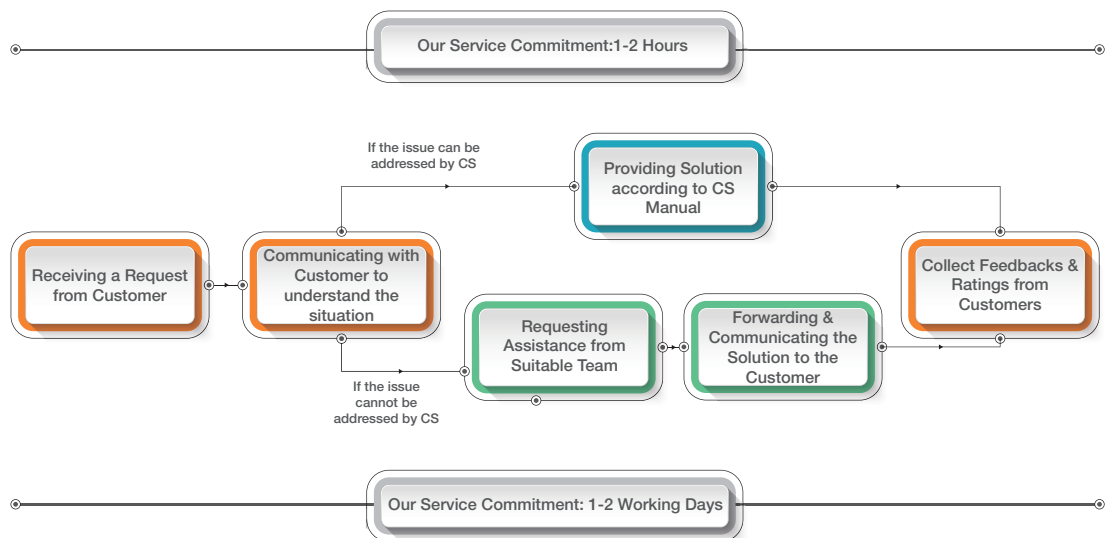 Our Service Commitment:1-2 Hours
If the issue can be
addressed by CS
Providing Solution
according to CS
Manual
Receiving a Request
from Customer
Communicating with
Customer to
understand the
situation
Collect Feedbacks &
Ratings from
Customers
Requesting
Assistance from
Suitable Team
Forwarding &
Communicating the
Solution to the
Customer
If the issue
cannot be
addressed by CS
Our Service Commitment: 1-2 Working Days